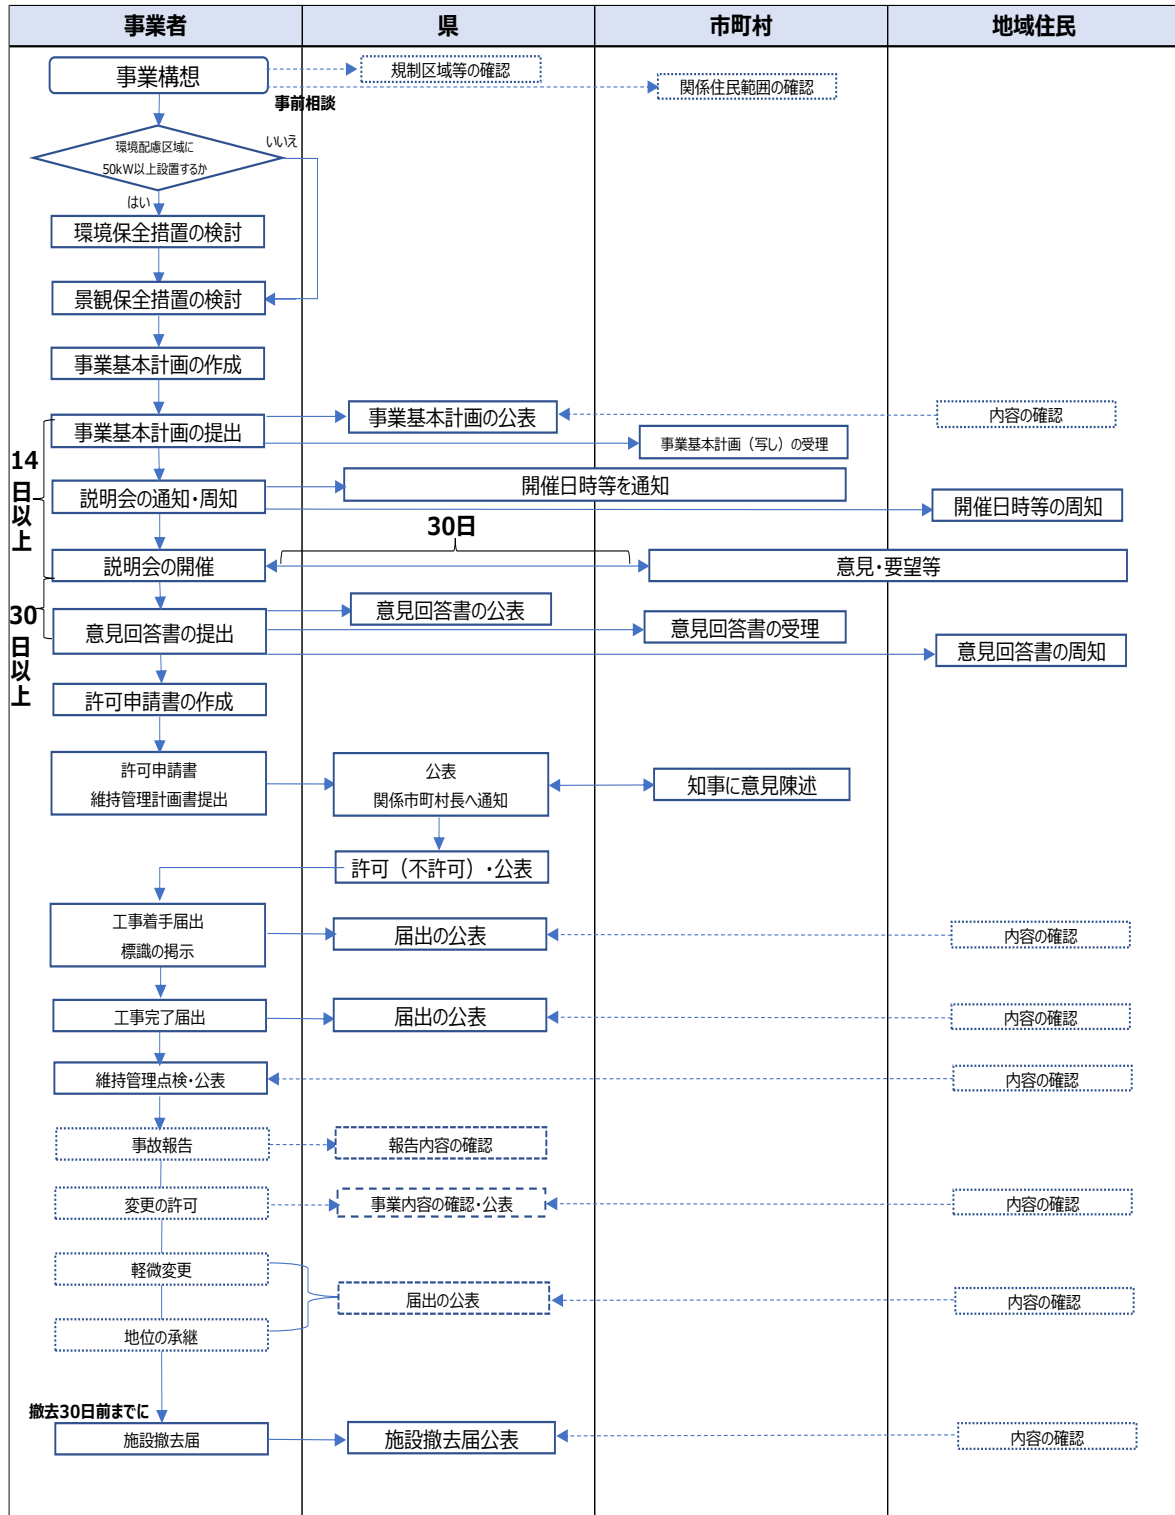 事業者
県
市町村
地域住民
事業構想
規制区域等の確認
関係住民範囲の確認
事前相談
環境配慮区域に
50kW以上設置するか
いいえ
はい
環境保全措置の検討
景観保全措置の検討
事業基本計画の作成
事業基本計画の提出
事業基本計画の公表
内容の確認
事業基本計画（写し）の受理
14
日
以
上
説明会の通知・周知
開催日時等を通知
開催日時等の周知
30日
説明会の開催
意見・要望等
30
日
以
上
意見回答書の提出
意見回答書の公表
意見回答書の受理
意見回答書の周知
許可申請書の作成
許可申請書
維持管理計画書提出
公表
関係市町村長へ通知
知事に意見陳述
許可（不許可）・公表
工事着手届出
標識の掲示
届出の公表
内容の確認
工事完了届出
届出の公表
内容の確認
維持管理点検・公表
内容の確認
事故報告
報告内容の確認
変更の許可
事業内容の確認・公表
内容の確認
軽微変更
届出の公表
内容の確認
地位の承継
撤去30日前までに
施設撤去届
施設撤去届公表
内容の確認